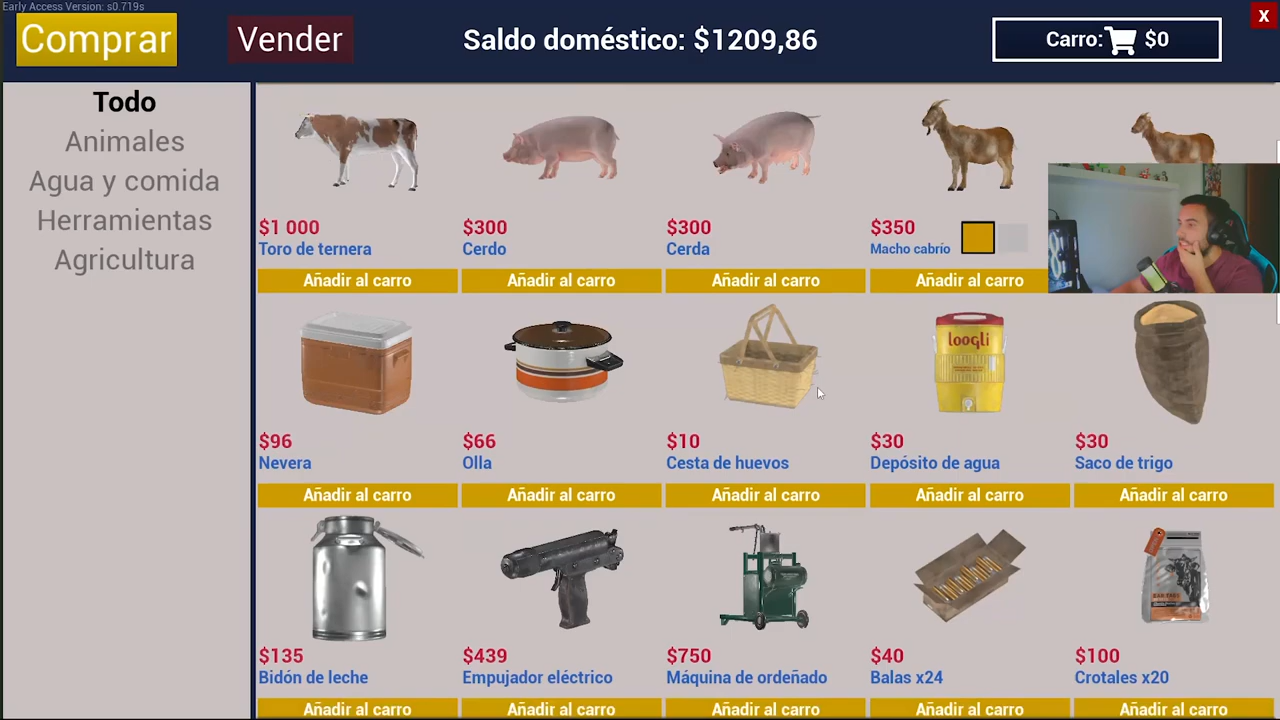 Early Access Version: s0.719s
Comprar
Vender
Saldo doméstico: $1209,86
Carro: $0
X
Todo
Animales
Agua y comida
Herramientas
Agricultura
$1 000
Toro de ternera
Añadir al carro
$300
Cerdo
Añadir al carro
$300
Cerda
Añadir al carro
$350
Macho cabrío
Añadir al carro
$96
Nevera
Añadir al carro
$66
Olla
Añadir al carro
$10
Cesta de huevos
Añadir al carro
loogli
$30
Depósito de agua
Añadir al carro
$30
Saco de trigo
Añadir al carro
$135
Bidón de leche
Añadir al carro
$439
Empujador eléctrico
Añadir al carro
$750
Máquina de ordeñado
Añadir al carro
$40
Balas x24
Añadir al carro
EAR TAGS
$100
Crotales x20
Añadir al carro